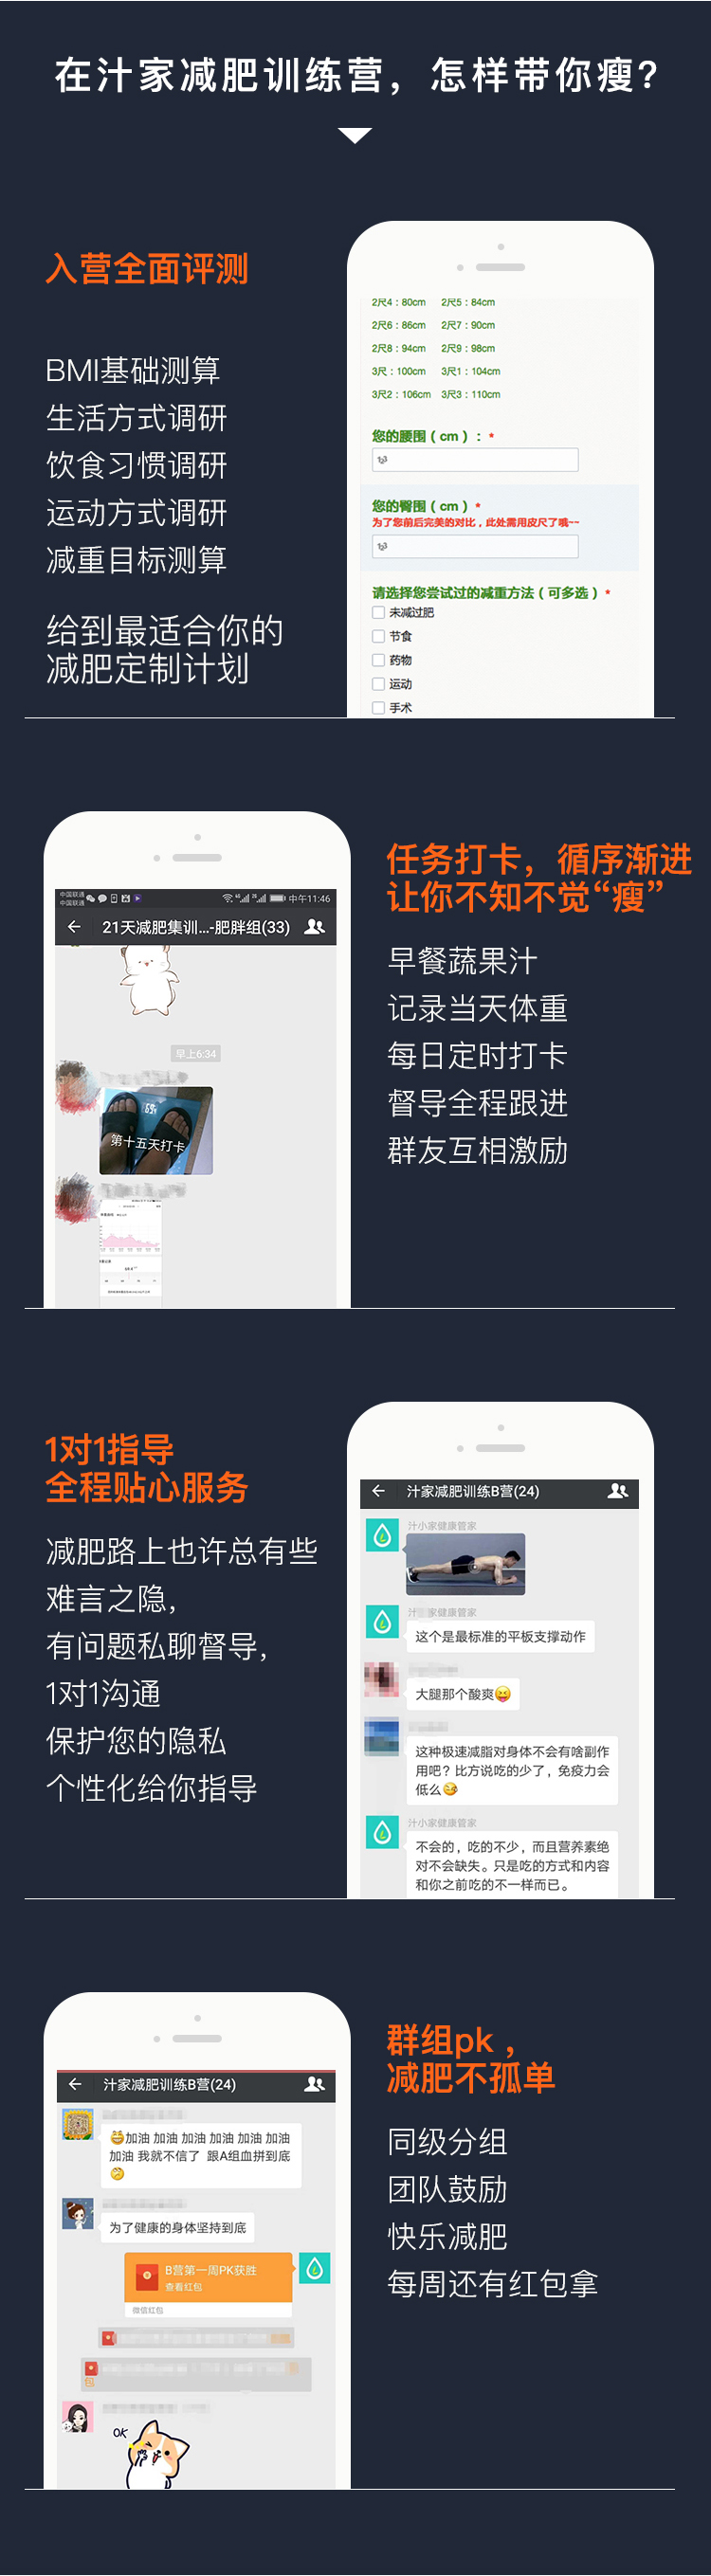 在汁家减肥训练营，怎样带你瘦?
入营全面评测
BMI基础测算
生活方式调研
饮食习惯调研
运动方式调研
减重目标测算
给到最适合你的
减肥定制计划
2尺4：80cm 2尺5：84cm
2尺6：86cm 2尺7：90cm
2尺8：94cm 2尺9：98cm
3尺：100cm 3尺1：104cm
3尺2：106cm 3尺3：110cm
您的腰围（cm）：*
您的臀围（cm）*
为了您前后完美的对比，此处需用皮尺了哦~~
请选择您尝试过的减重方法（可多选）*
未减过肥
节食
药物
运动
手术
中国联通
中国联通
中午11:46
21天减肥集训...-肥胖组(33)
早上6:34
第十五天打卡
任务打卡，循序渐进
让你不知不觉“瘦”
早餐蔬果汁
记录当天体重
每日定时打卡
督导全程跟进
群友互相激励
1对1指导
全程贴心服务
减肥路上也许总有些
难言之隐，
有问题私聊督导，
1对1沟通
保护您的隐私
个性化给你指导
汁家减肥训练B营(24)
汁小家健康管家
汁 家健康管家
这个是最标准的平板支撑动作
大腿那个酸爽
这种极速减脂对身体不会有啥副作
用吧？比方说吃的少了，免疫力会
低么
汁小家健康管家
不会的，吃的不少，而且营养素绝
对不会缺失。只是吃的方式和内容
和你之前吃的不一样而已。
汁家减肥训练B营(24)
加油 加油 加油 加油 加油 加油
加油 我就不信了 跟A组血拼到底
为了健康的身体坚持到底
B营第一周PK获胜
查看红包
微信红包
包
OK
群组pk，
减肥不孤单
同级分组
团队鼓励
快乐减肥
每周还有红包拿